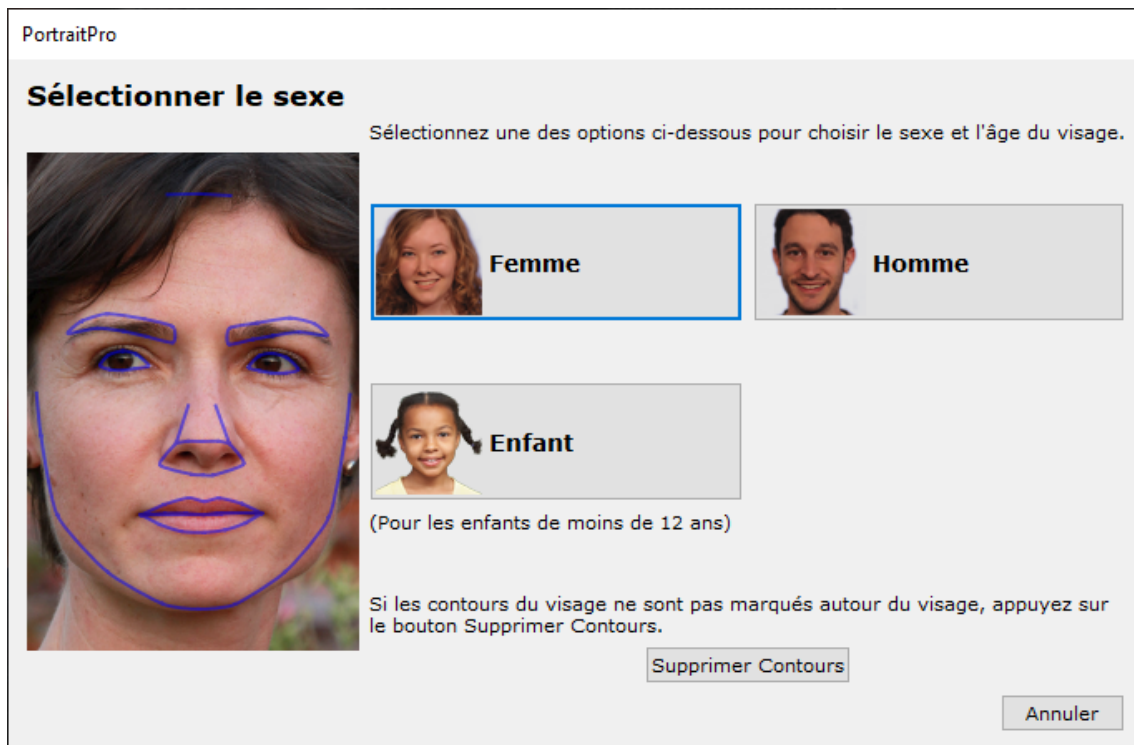 PortraitPro
Sélectionner le sexe
Sélectionnez une des options ci-dessous pour choisir le sexe et l'âge du visage.
Femme
Homme
Enfant
(Pour les enfants de moins de 12 ans)
Si les contours du visage ne sont pas marqués autour du visage, appuyez sur
le bouton Supprimer Contours.
Supprimer Contours
Annuler